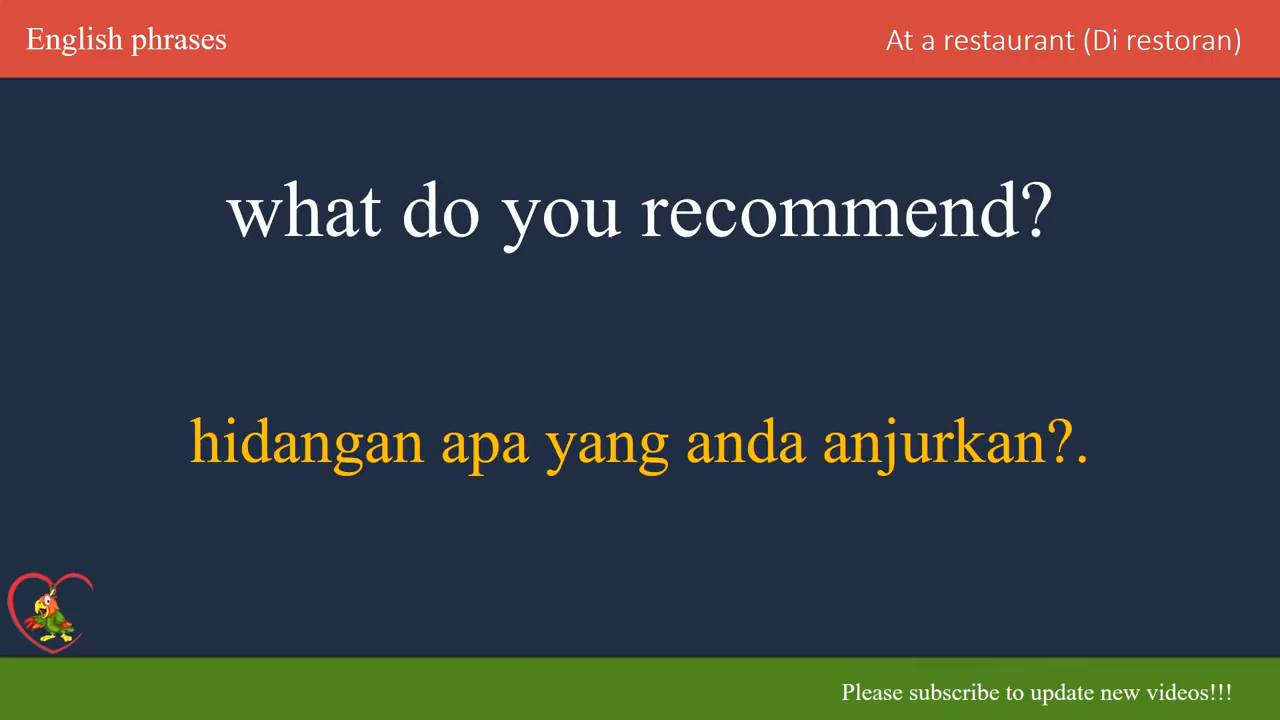 English phrases
At a restaurant (Di restoran)
what do you recommend?
hidangan apa yang anda anjurkan?.
Please subscribe to update new videos!!!